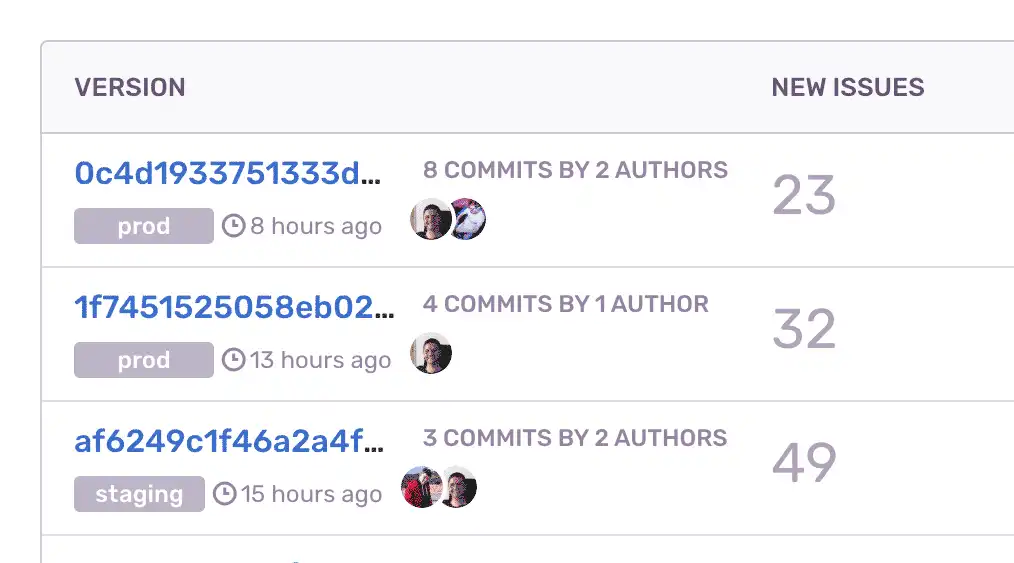 VERSION NEW ISSUES
0c4d1933751333d... 8 COMMITS BY 2 AUTHORS 23
prod 8 hours ago
1f7451525058eb02... 4 COMMITS BY 1 AUTHOR 32
prod 13 hours ago
af6249c1f46a2a4f... 3 COMMITS BY 2 AUTHORS 49
staging 15 hours ago